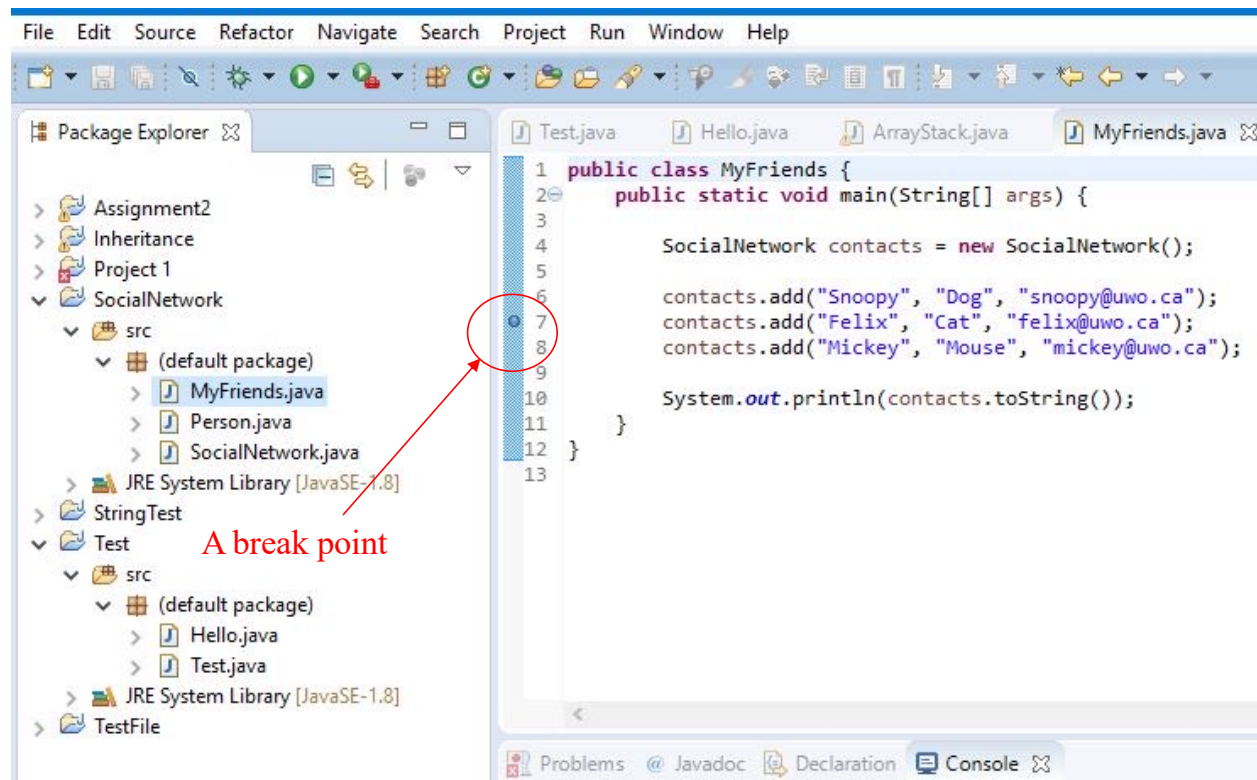 File Edit Source Refactor Navigate Search Project Run Window Help
Package Explorer
Assignment2
Inheritance
Project 1
SocialNetwork
src
(default package)
MyFriends.java
Person.java
SocialNetwork.java
JRE System Library [JavaSE-1.8]
StringTest
Test
src
(default package)
Hello.java
Test.java
JRE System Library [JavaSE-1.8]
TestFile
A break point
Test.java Hello.java ArrayStack.java MyFriends.java
1 public class MyFriends {
2 public static void main(String[] args) {
3
4 SocialNetwork contacts = new SocialNetwork();
5
6 contacts.add("Snoopy", "Dog", "snoopy@uwo.ca");
7 contacts.add("Felix", "Cat", "felix@uwo.ca");
8 contacts.add("Mickey", "Mouse", "mickey@uwo.ca");
9
10 System.out.println(contacts.toString());
11 }
12 }
13
Problems @ Javadoc Declaration Console